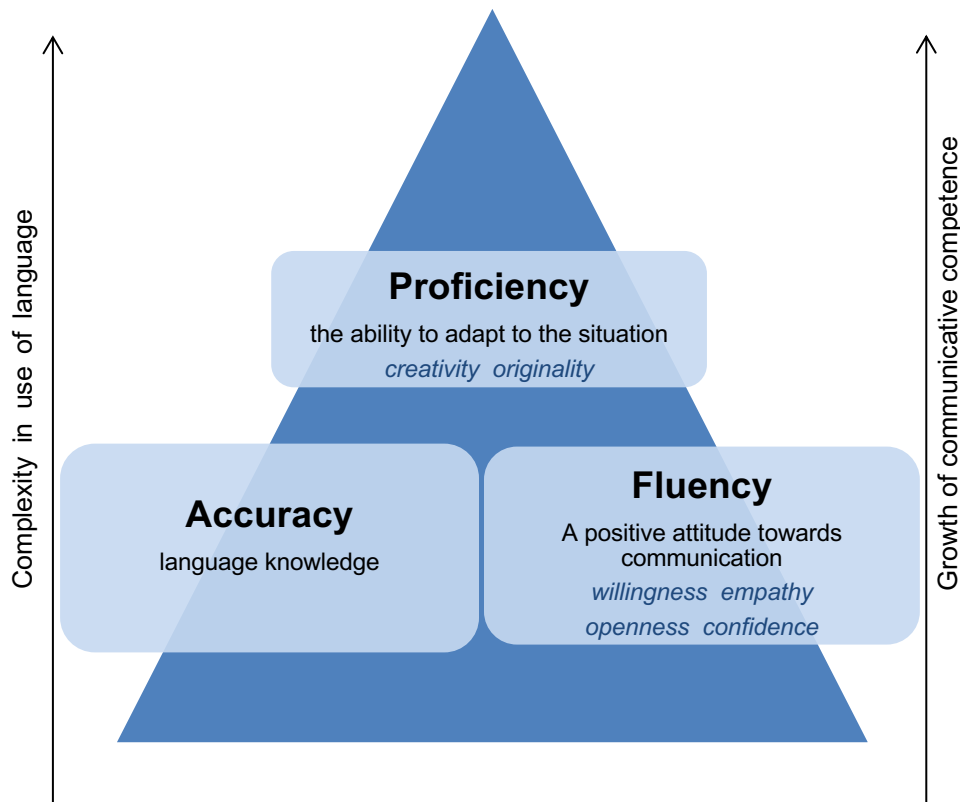 Complexity in use of language
Proficiency
the ability to adapt to the situation
creativity originality
Accuracy
language knowledge
Fluency
A positive attitude towards
communication
willingness empathy
openness confidence
Growth of communicative competence